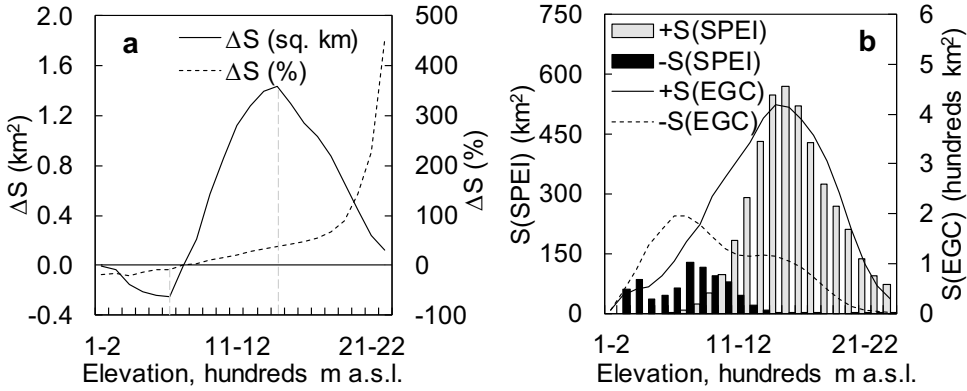 a
ΔS (sq. km)
ΔS (%)
2.0
1.6
1.2
0.8
0.4
0.0
-0.4
ΔS (km²)
500
400
300
200
100
0
-100
ΔS (%)
1-2
11-12
21-22
Elevation, hundreds m a.s.l.
b
+S(SPEI)
-S(SPEI)
+S(EGC)
-S(EGC)
750
600
450
300
150
0
S(SPEI) (km²)
6
5
4
3
2
1
0
S(EGC) (hundreds km²)
1-2
11-12
21-22
Elevation, hundreds m a.s.l.